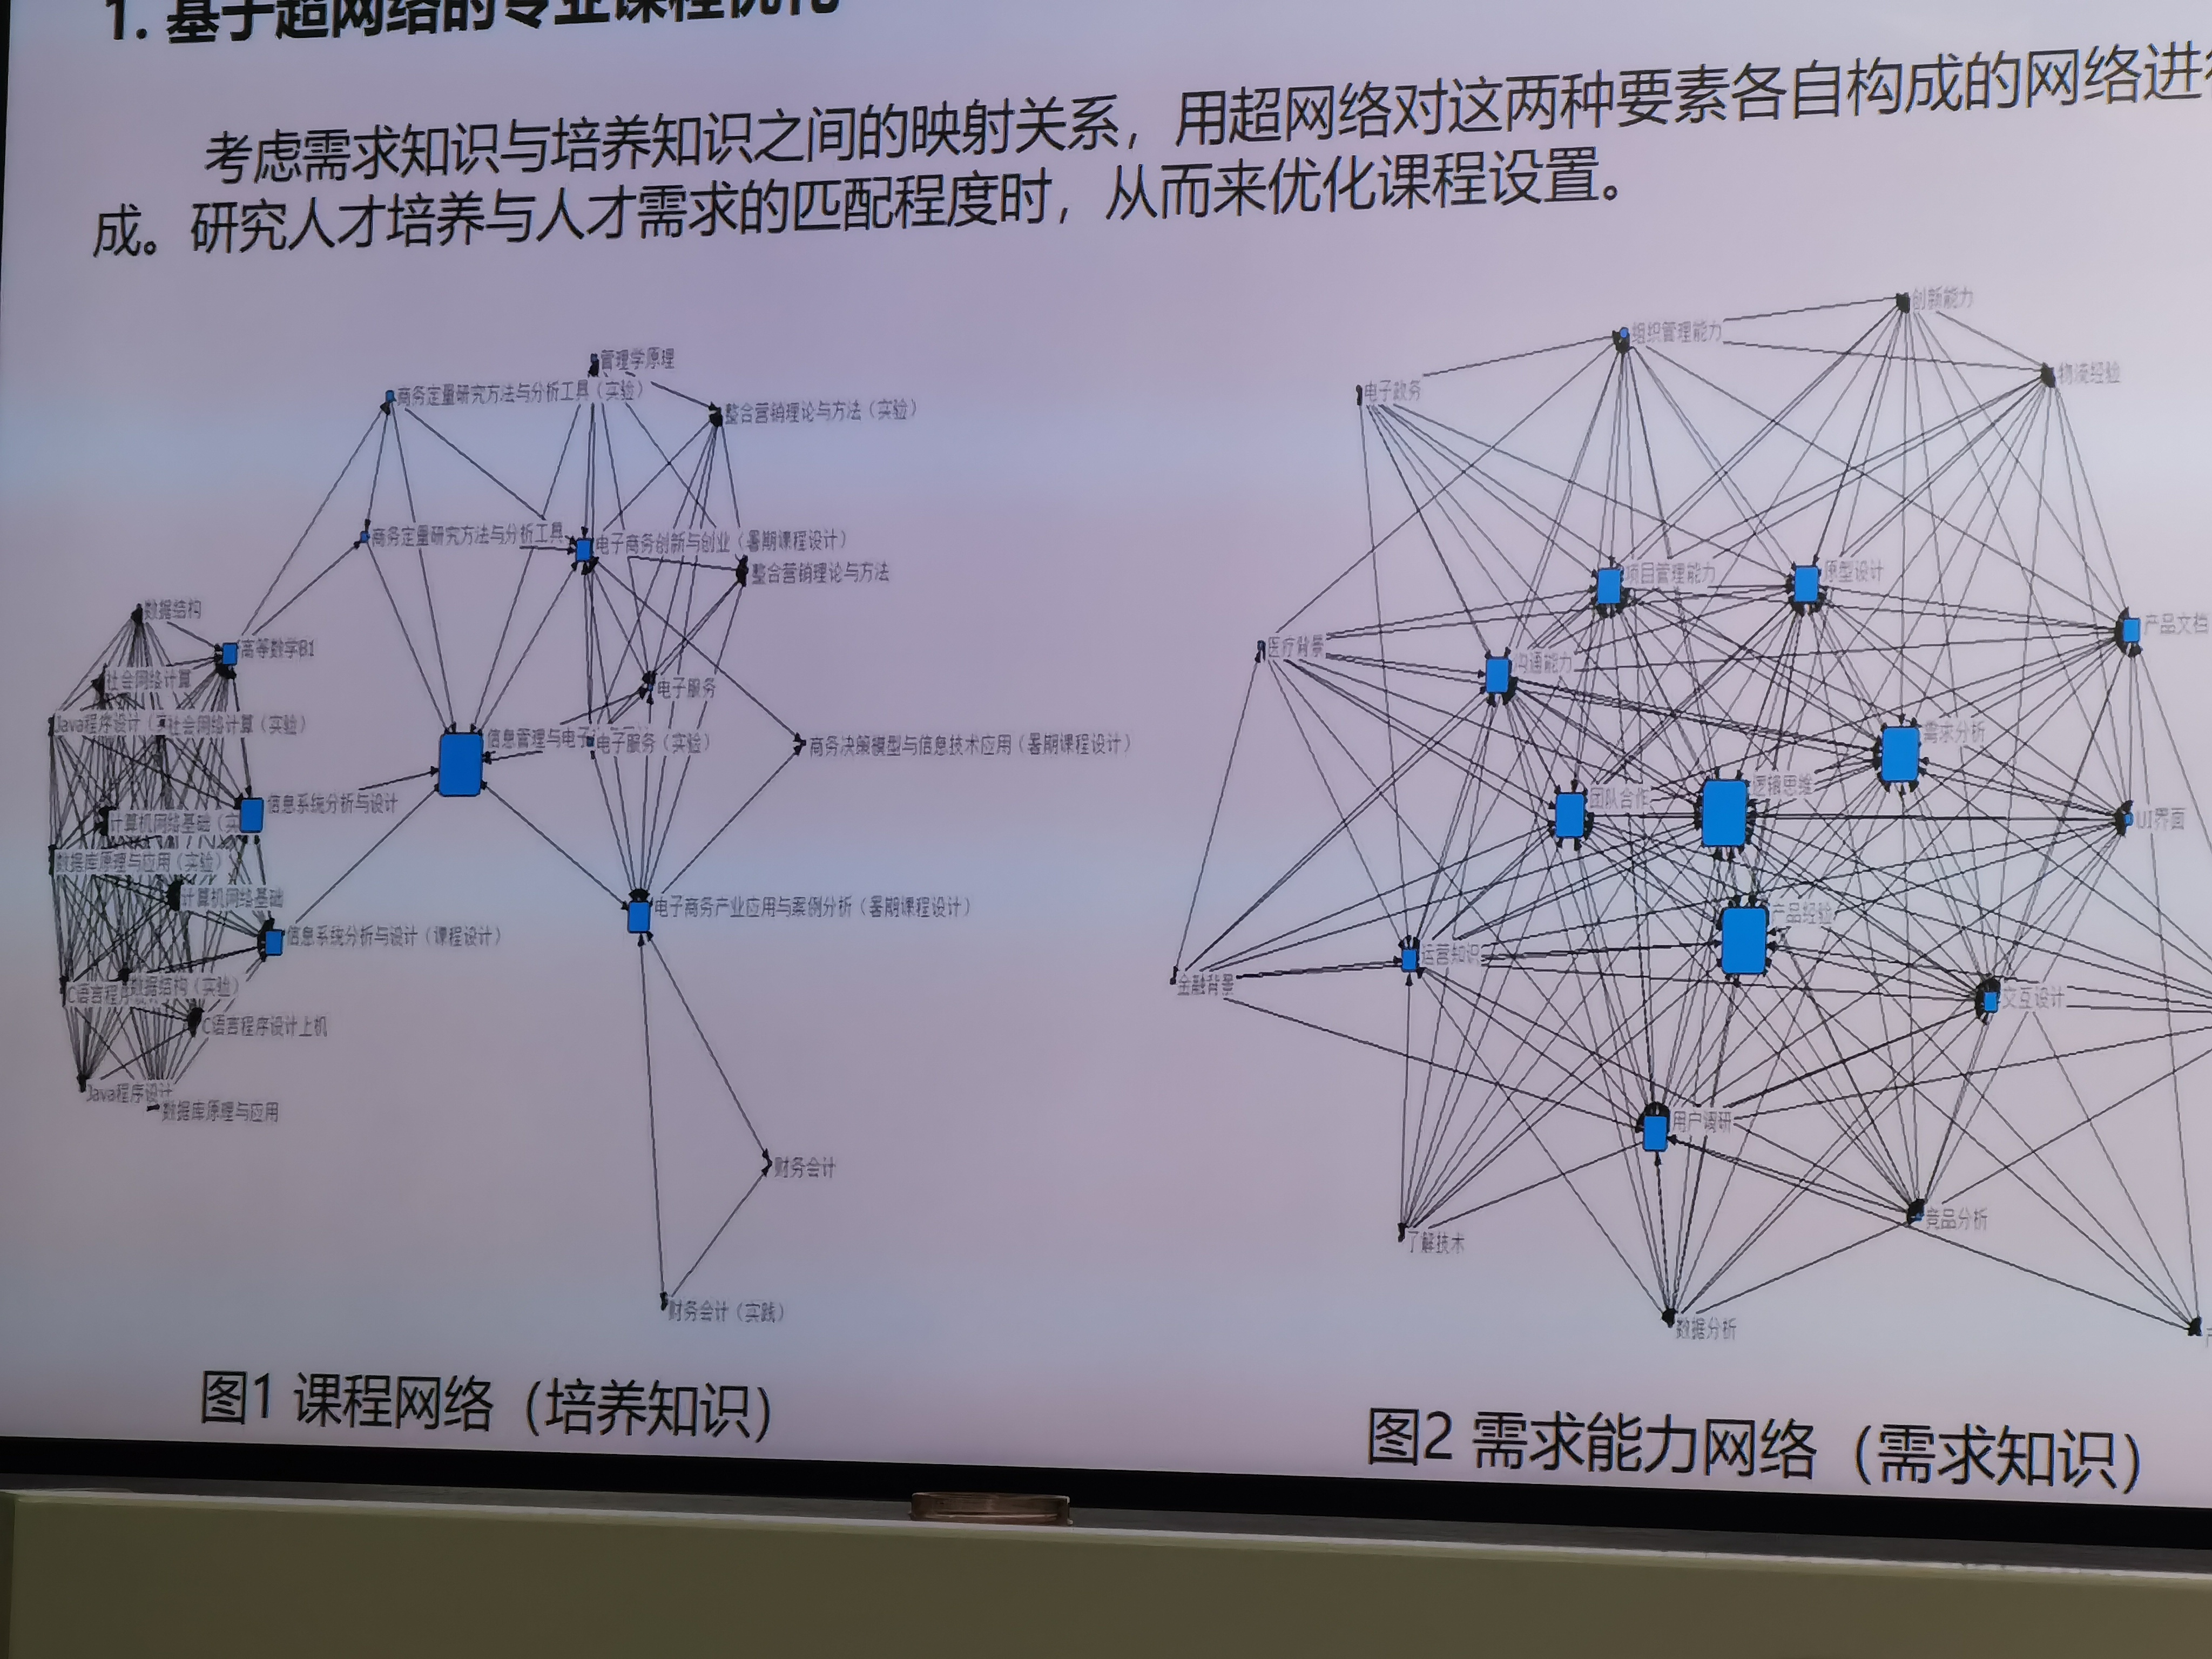 1. 基于超网络的专业课程优化
考虑需求知识与培养知识之间的映射关系，用超网络对这两种要素各自构成的网络进
成。研究人才培养与人才需求的匹配程度时，从而来优化课程设置。
管理学原理
商务定量研究方法与分析工具（实验）
整合营销理论与方法（实验）
商务定量研究方法与分析工具
电子商务创新与创业（暑期课程设计）
整合营销理论与方法
数据结构
高等数学B1
社会网络计算
电子服务
Java程序设计（
社会网络计算（实验）
信息管理与电子
电子服务（实验）
商务决策模型与信息技术应用（暑期课程设计）
信息系统分析与设计
计算机网络基础（实
数据库原理与应用（实验）
计算机网络基础
电子商务产业应用与案例分析（暑期课程设计）
信息系统分析与设计（课程设计）
C语言程序
数据结构（实验）
C语言程序设计上机
Java程序设计
数据库原理与应用
财务会计
财务会计（实践）
图1 课程网络（培养知识）
创新能力
组织管理能力
物流经验
电子政务
项目管理能力
原型设计
产品文档
医疗背景
沟通能力
需求分析
团队合作
逻辑思维
UI界面
产品经验
运营知识
金融背景
交互设计
用户调研
竞品分析
了解技术
数据分析
图2 需求能力网络（需求知识）